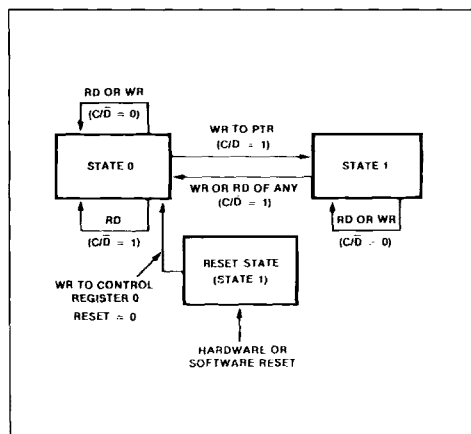 RD OR WR
(C/D̅ = 0)
WR TO PTR
(C/D̅ = 1)
STATE 0
STATE 1
WR OR RD OF ANY
(C/D̅ = 1)
RD
(C/D̅ = 1)
RD OR WR
(C/D̅ = 0)
RESET STATE
(STATE 1)
WR TO CONTROL
REGISTER 0
RESET = 0
HARDWARE OR
SOFTWARE RESET